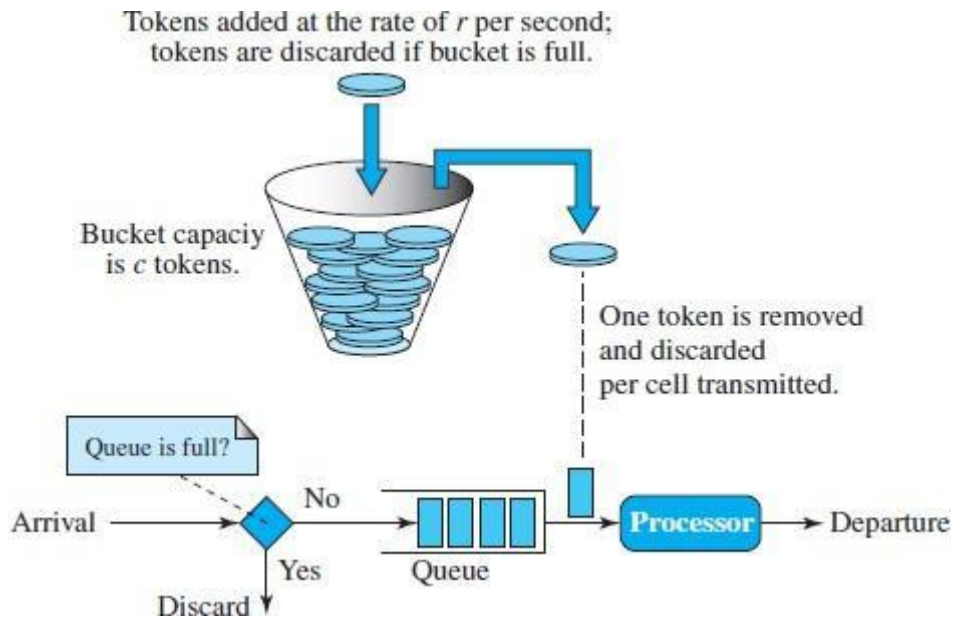 Tokens added at the rate of r per second;
tokens are discarded if bucket is full.
Bucket capaciy
is c tokens.
One token is removed
and discarded
per cell transmitted.
Queue is full?
No
Arrival
Processor
Departure
Yes
Queue
Discard